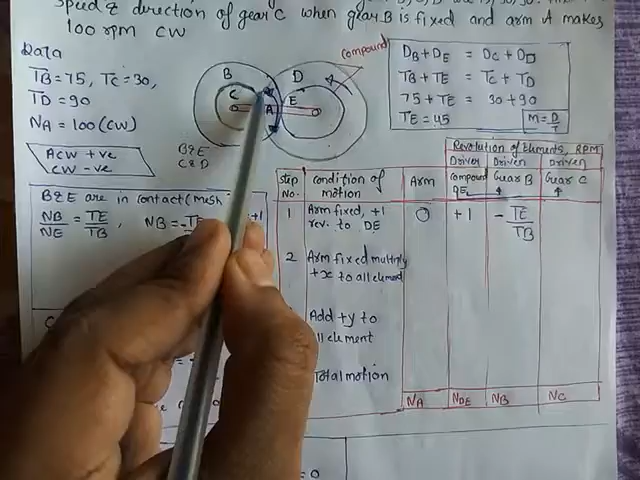 speed & direction of gear C when gear B is fixed and arm A makes
100 rpm CW
Data
TB=75, TC=30,
TD=90
NA=100(CW)
ACW +ve
CW -ve
B
C
A
D
E
compound
B&E
C&D
DB+DE = DC+DD
TB+TE = TC+TD
75+TE = 30+90
TE=45
M=D/T
B&E are in contact(mesh
NB/NE = TE/TB, NB=-TE +1
Revolution of Elements, RPM
Step No. Condition of motion Arm Driver compound Driven Gear B Driven Gear C
1 Arm fixed, +1 rev. to DE 0 +1 -TE/TB
2 Arm fixed multiply +x to all element
Add +y to
element
Total motion
NA NDE NB NC
=0